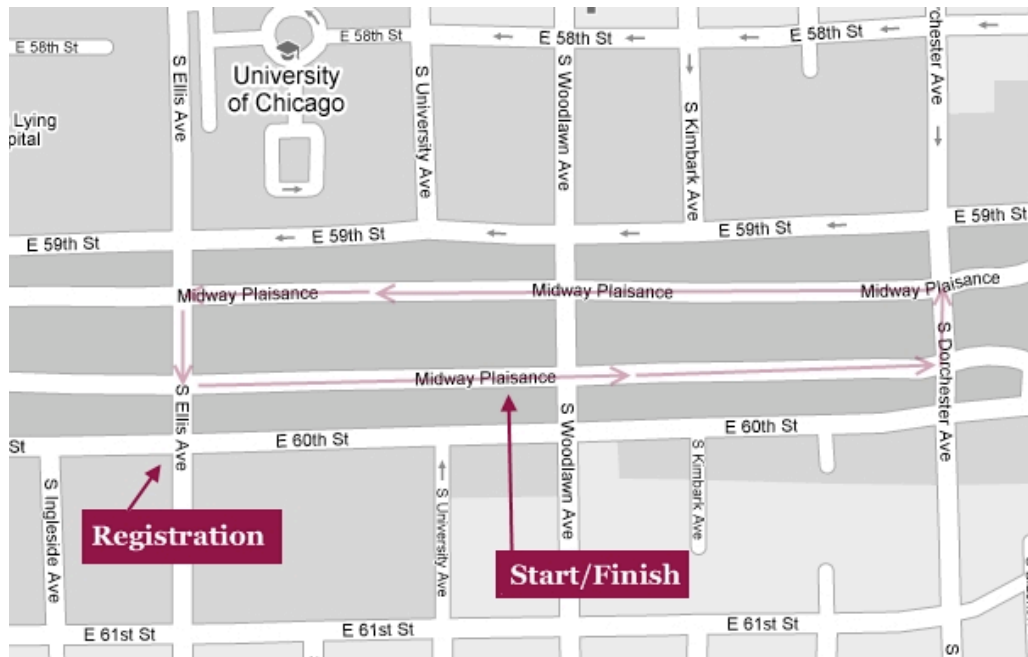 E 58th St
E 58th St
E 58th St
E 58th St
S Ellis Ave
University
of Chicago
S University Ave
S Woodlawn Ave
S Kimbark Ave
rchester Ave
Lying
pital
E 59th St
E 59th St
E 59th St
E 59th St
Midway Plaisance
Midway Plaisance
Midway Plaisance
S Dorchester Ave
Midway Plaisance
S Ellis Ave
St
E 60th St
E 60th St
S Woodlawn Ave
S Kimbark Ave
S Ingleside Ave
S University Ave
Registration
Start/Finish
E 61st St
E 61st St
E 61st St
S